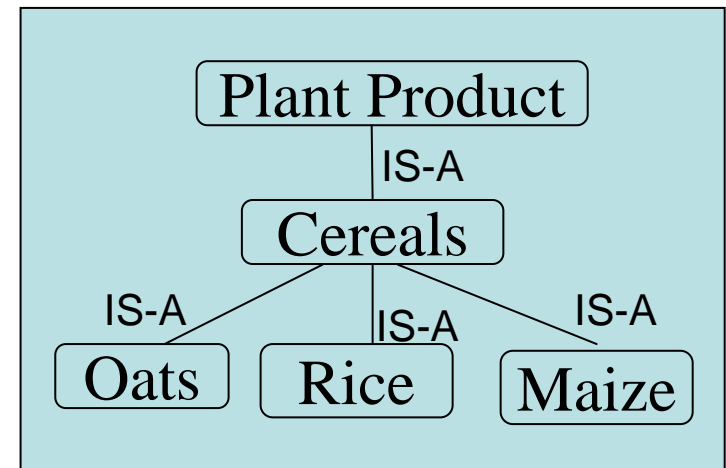 Plant Product
IS-A
Cereals
IS-A IS-A IS-A
Oats Rice Maize